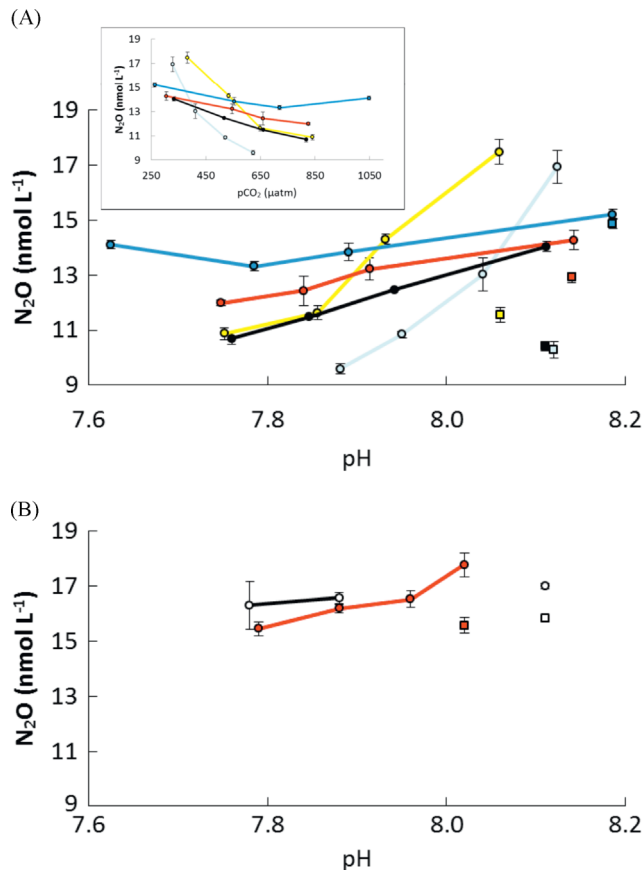 (A)
N₂O (nmol L⁻¹)
19
17
15
13
11
9
250 450 650 850 1050
pCO₂ (µatm)
N₂O (nmol L⁻¹)
19
17
15
13
11
9
7.6 7.8 8.0 8.2
pH
(B)
N₂O (nmol L⁻¹)
19
17
15
13
11
9
7.6 7.8 8.0 8.2
pH